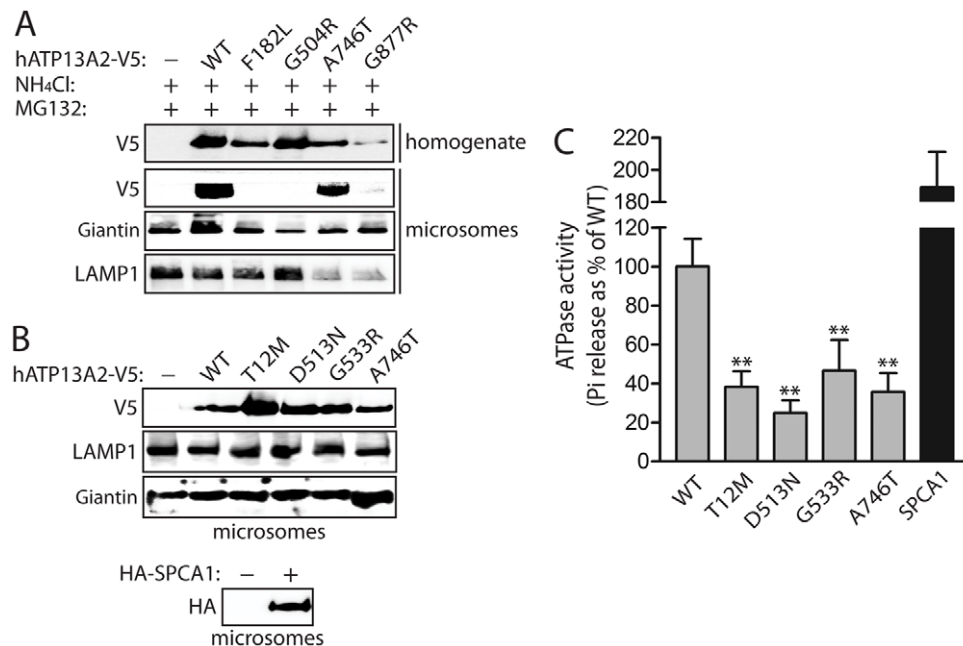 A
hATP13A2-V5: – WT F182L G504R A746T G877R
NH₄Cl: + + + + + +
MG132: + + + + + +
V5 homogenate
V5
Giantin microsomes
LAMP1
B
hATP13A2-V5: – WT T12M D513N G533R A746T
V5
LAMP1
Giantin
microsomes
HA-SPCA1: – +
HA
microsomes
C
ATPase activity
(Pi release as % of WT)
220
200
180
120
100
80
60
40
20
0
** ** ** **
WT T12M D513N G533R A746T SPCA1